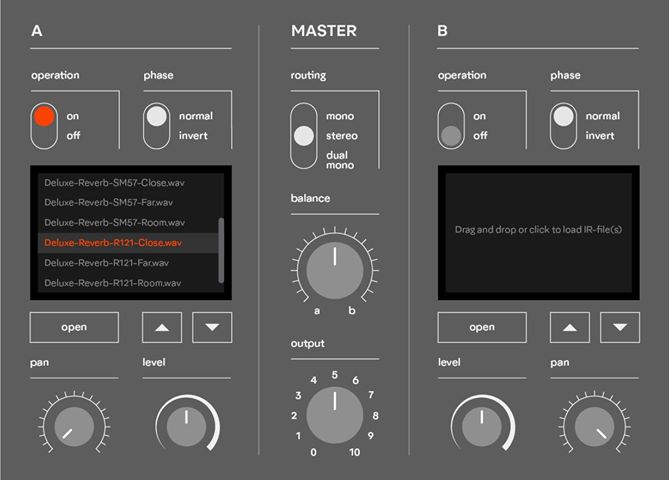 A
operation
on
off
phase
normal
invert
Deluxe-Reverb-SM57-Close.wav
Deluxe-Reverb-SM57-Far.wav
Deluxe-Reverb-SM57-Room.wav
Deluxe-Reverb-R121-Close.wav
Deluxe-Reverb-R121-Far.wav
Deluxe-Reverb-R121-Room.wav
open
pan
level
MASTER
routing
mono
stereo
dual
mono
balance
a b
output
0 1 2 3 4 5 6 7 8 9 10
B
operation
on
off
phase
normal
invert
Drag and drop or click to load IR-file(s)
open
level
pan